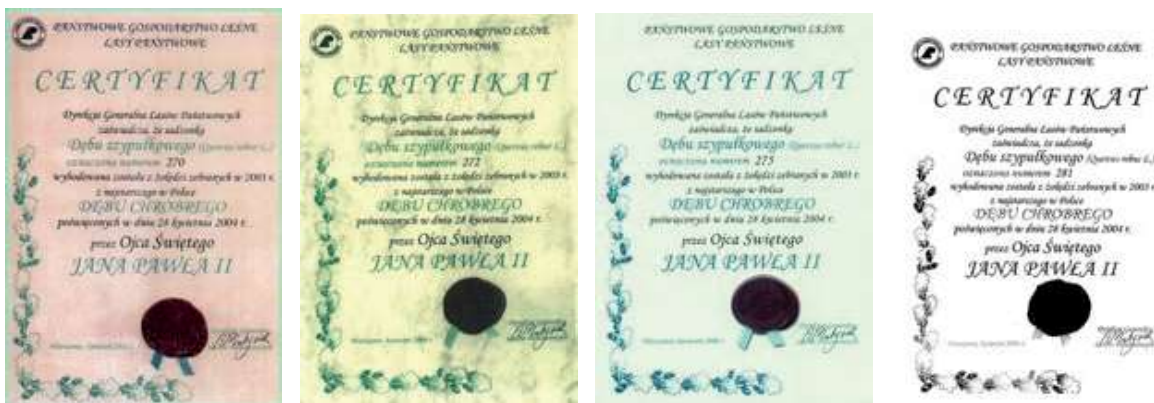 PAŃSTWOWE GOSPODARSTWO LEŚNE
LASY PAŃSTWOWE
CERTYFIKAT
Dyrekcja Generalna Lasów Państwowych
zaświadcza, że sadzonka
Dębu szypułkowego (Quercus robur L.)
oznaczona numerem 270
wyhodowana została z żołędzi zebranych w 2003 r.
z najstarszego w Polsce
DĘBU CHROBREGO
poświęconych w dniu 28 kwietnia 2004 r.
przez Ojca Świętego
JANA PAWŁA II
PAŃSTWOWE GOSPODARSTWO LEŚNE
LASY PAŃSTWOWE
CERTYFIKAT
Dyrekcja Generalna Lasów Państwowych
zaświadcza, że sadzonka
Dębu szypułkowego (Quercus robur L.)
oznaczona numerem 272
wyhodowana została z żołędzi zebranych w 2003 r.
z najstarszego w Polsce
DĘBU CHROBREGO
poświęconych w dniu 28 kwietnia 2004 r.
przez Ojca Świętego
JANA PAWŁA II
PAŃSTWOWE GOSPODARSTWO LEŚNE
LASY PAŃSTWOWE
CERTYFIKAT
Dyrekcja Generalna Lasów Państwowych
zaświadcza, że sadzonka
Dębu szypułkowego (Quercus robur L.)
oznaczona numerem 275
wyhodowana została z żołędzi zebranych w 2003 r.
z najstarszego w Polsce
DĘBU CHROBREGO
poświęconych w dniu 28 kwietnia 2004 r.
przez Ojca Świętego
JANA PAWŁA II
PAŃSTWOWE GOSPODARSTWO LEŚNE
LASY PAŃSTWOWE
CERTYFIKAT
Dyrekcja Generalna Lasów Państwowych
zaświadcza, że sadzonka
Dębu szypułkowego (Quercus robur L.)
oznaczona numerem 281
wyhodowana została z żołędzi zebranych w 2003 r.
z najstarszego w Polsce
DĘBU CHROBREGO
poświęconych w dniu 28 kwietnia 2004 r.
przez Ojca Świętego
JANA PAWŁA II